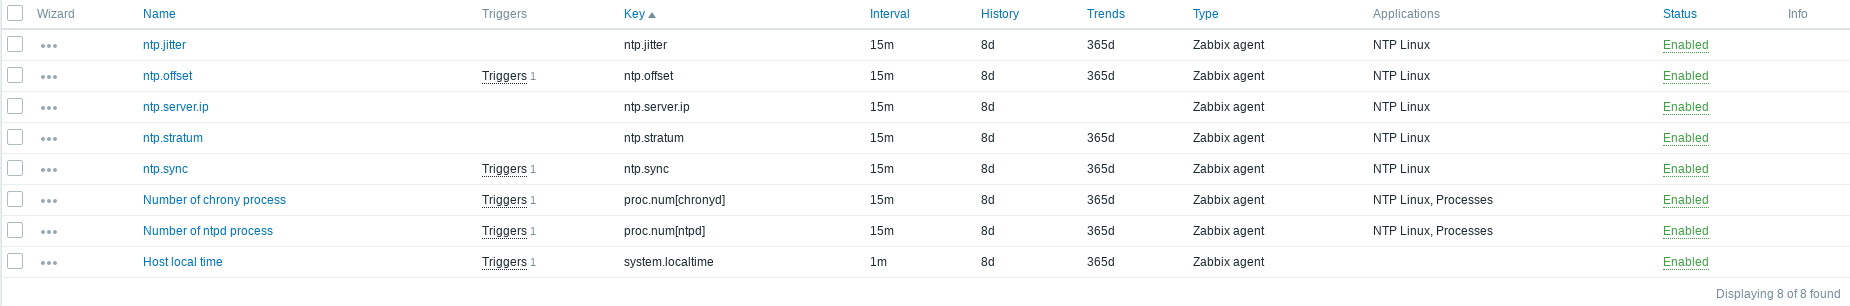 Wizard Name Triggers Key Interval History Trends Type Applications Status Info
ntp.jitter ntp.jitter 15m 8d 365d Zabbix agent NTP Linux Enabled
ntp.offset Triggers 1 ntp.offset 15m 8d 365d Zabbix agent NTP Linux Enabled
ntp.server.ip ntp.server.ip 15m 8d Zabbix agent NTP Linux Enabled
ntp.stratum ntp.stratum 15m 8d 365d Zabbix agent NTP Linux Enabled
ntp.sync Triggers 1 ntp.sync 15m 8d 365d Zabbix agent NTP Linux Enabled
Number of chrony process Triggers 1 proc.num[chronyd] 15m 8d 365d Zabbix agent NTP Linux, Processes Enabled
Number of ntpd process Triggers 1 proc.num[ntpd] 15m 8d 365d Zabbix agent NTP Linux, Processes Enabled
Host local time Triggers 1 system.localtime 1m 8d 365d Zabbix agent Enabled
Displaying 8 of 8 found